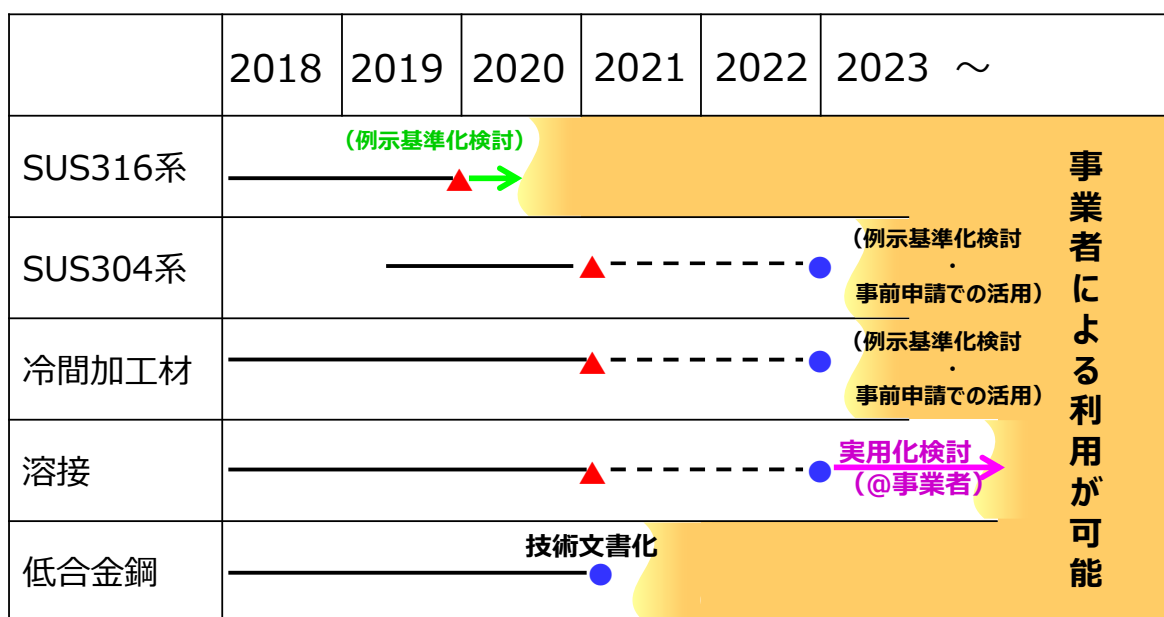 2018 2019 2020 2021 2022 2023 ～
SUS316系
（例示基準化検討）
SUS304系
（例示基準化検討
・
事前申請での活用）
冷間加工材
（例示基準化検討
・
事前申請での活用）
溶接
実用化検討
（@事業者）
低合金鋼
技術文書化
事業者による利用が可能